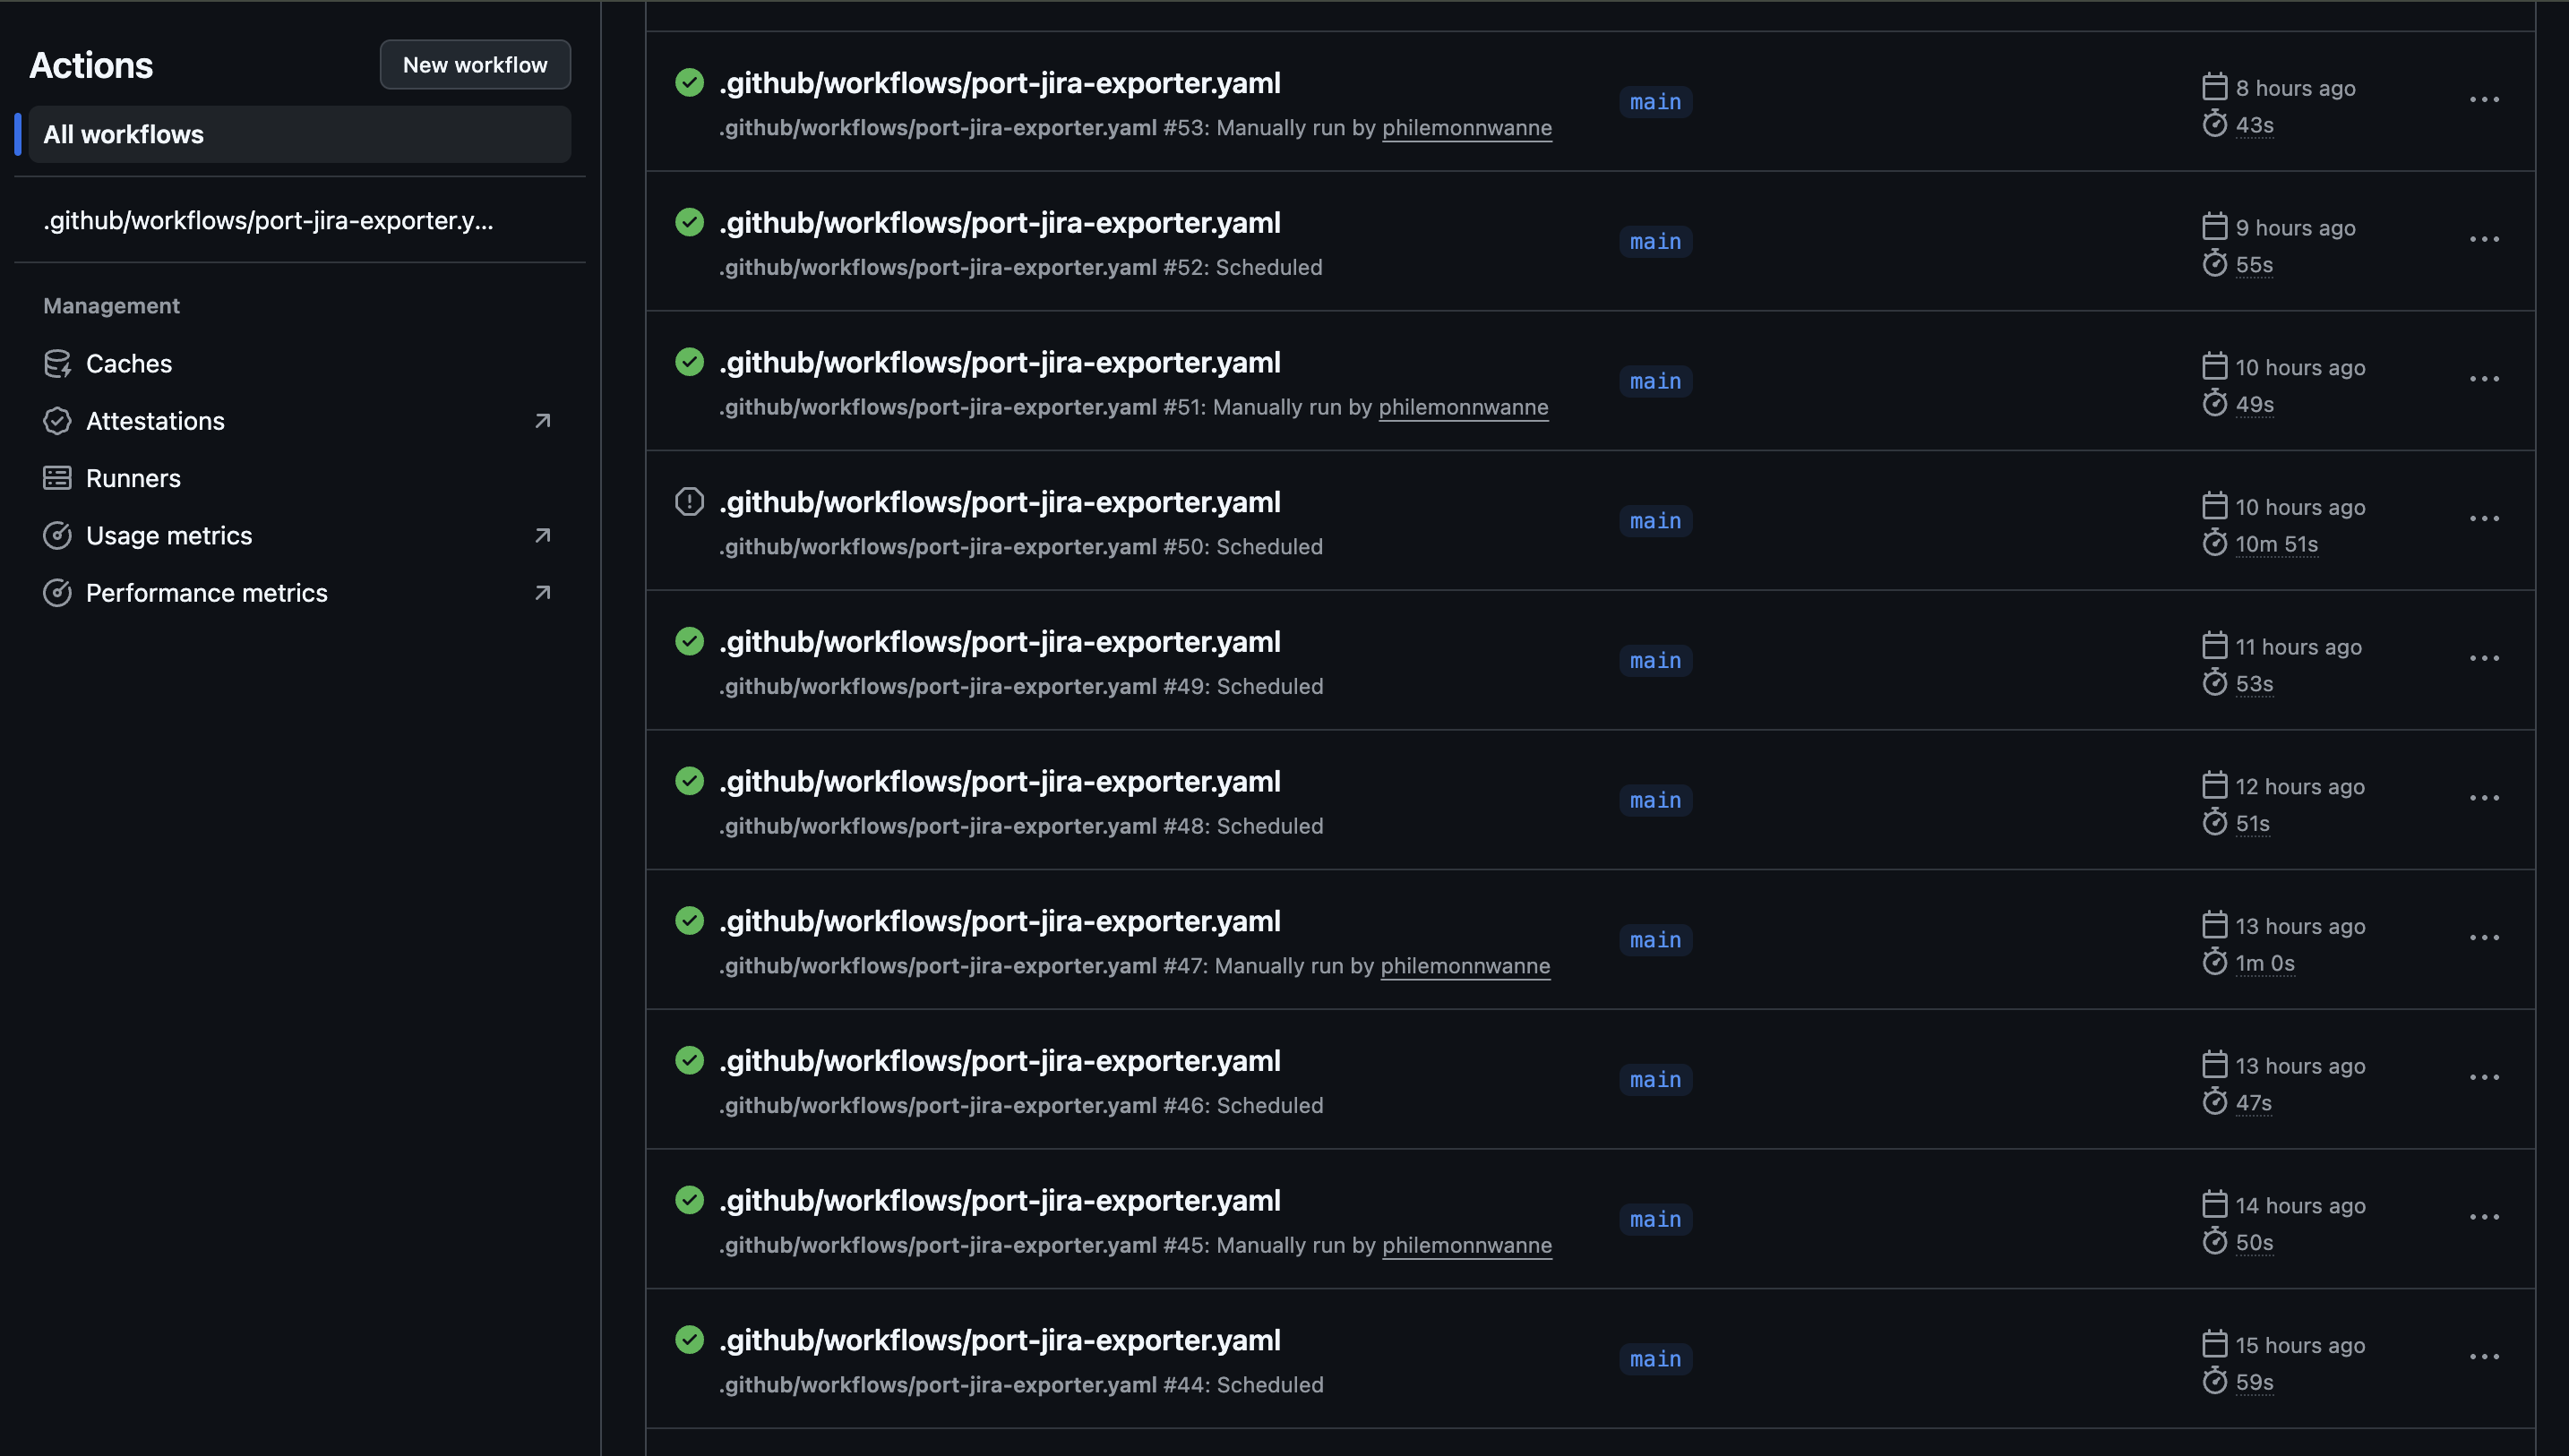 Actions
New workflow
All workflows
.github/workflows/port-jira-exporter.y...
Management
Caches
Attestations
Runners
Usage metrics
Performance metrics
.github/workflows/port-jira-exporter.yaml
.github/workflows/port-jira-exporter.yaml #53: Manually run by philemonnwanne
main
8 hours ago
43s
.github/workflows/port-jira-exporter.yaml
.github/workflows/port-jira-exporter.yaml #52: Scheduled
main
9 hours ago
55s
.github/workflows/port-jira-exporter.yaml
.github/workflows/port-jira-exporter.yaml #51: Manually run by philemonnwanne
main
10 hours ago
49s
.github/workflows/port-jira-exporter.yaml
.github/workflows/port-jira-exporter.yaml #50: Scheduled
main
10 hours ago
10m 51s
.github/workflows/port-jira-exporter.yaml
.github/workflows/port-jira-exporter.yaml #49: Scheduled
main
11 hours ago
53s
.github/workflows/port-jira-exporter.yaml
.github/workflows/port-jira-exporter.yaml #48: Scheduled
main
12 hours ago
51s
.github/workflows/port-jira-exporter.yaml
.github/workflows/port-jira-exporter.yaml #47: Manually run by philemonnwanne
main
13 hours ago
1m 0s
.github/workflows/port-jira-exporter.yaml
.github/workflows/port-jira-exporter.yaml #46: Scheduled
main
13 hours ago
47s
.github/workflows/port-jira-exporter.yaml
.github/workflows/port-jira-exporter.yaml #45: Manually run by philemonnwanne
main
14 hours ago
50s
.github/workflows/port-jira-exporter.yaml
.github/workflows/port-jira-exporter.yaml #44: Scheduled
main
15 hours ago
59s